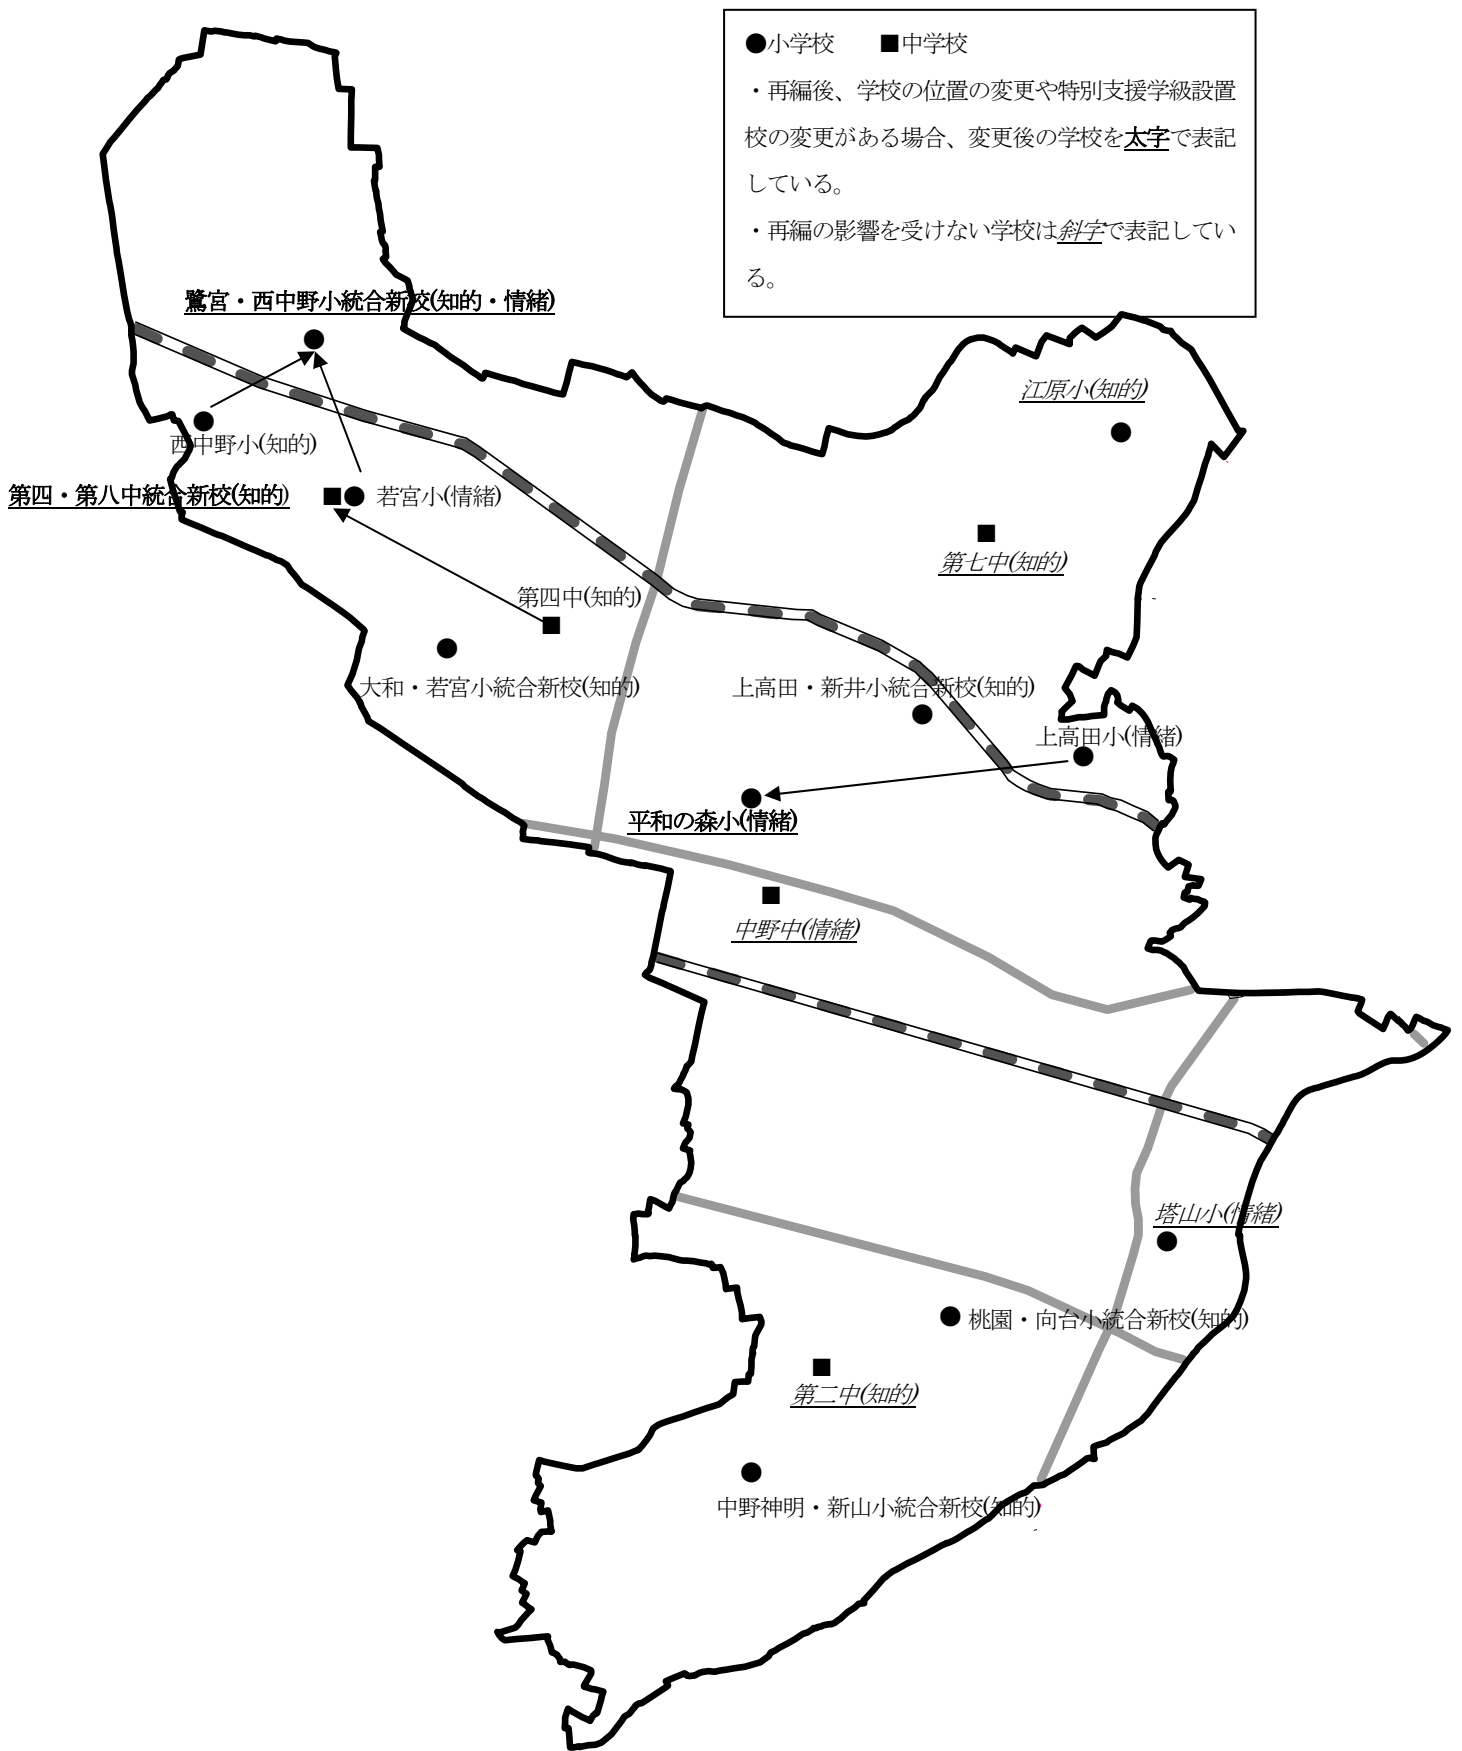 ●小学校　　■中学校
・再編後、学校の位置の変更や特別支援学級設置
校の変更がある場合、変更後の学校を太字で表記
している。
・再編の影響を受けない学校は斜字で表記してい
る。
鷺宮・西中野小統合新校(知的・情緒)
江原小(知的)
西中野小(知的)
第四・第八中統合新校(知的)
若宮小(情緒)
第七中(知的)
第四中(知的)
大和・若宮小統合新校(知的)
上高田・新井小統合新校(知的)
上高田小(情緒)
平和の森小(情緒)
中野中(情緒)
塔山小(情緒)
桃園・向台小統合新校(知的)
第二中(知的)
中野神明・新山小統合新校(知的)